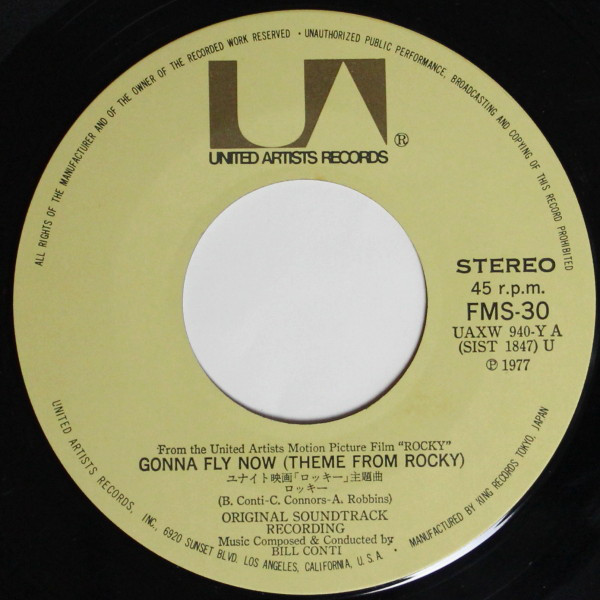 ALL RIGHTS OF THE MANUFACTURER AND OF THE OWNER OF THE RECORDED WORK RESERVED • UNAUTHORIZED PUBLIC PERFORMANCE, BROADCASTING AND COPYING OF THIS RECORD PROHIBITED
UA
UNITED ARTISTS RECORDS ®
STEREO
45 r.p.m.
FMS-30
UAXW 940-Y A
(SIST 1847) U
Ⓟ 1977
From the United Artists Motion Picture Film "ROCKY"
GONNA FLY NOW (THEME FROM ROCKY)
ユナイト映画「ロッキー」主題曲
ロッキー
(B. Conti-C. Connors-A. Robbins)
ORIGINAL SOUNDTRACK
RECORDING
Music Composed & Conducted by
BILL CONTI
UNITED ARTISTS RECORDS, INC., 6920 SUNSET BLVD. LOS ANGELES, CALIFORNIA, U.S.A. • MANUFACTURED BY KING RECORDS TOKYO, JAPAN